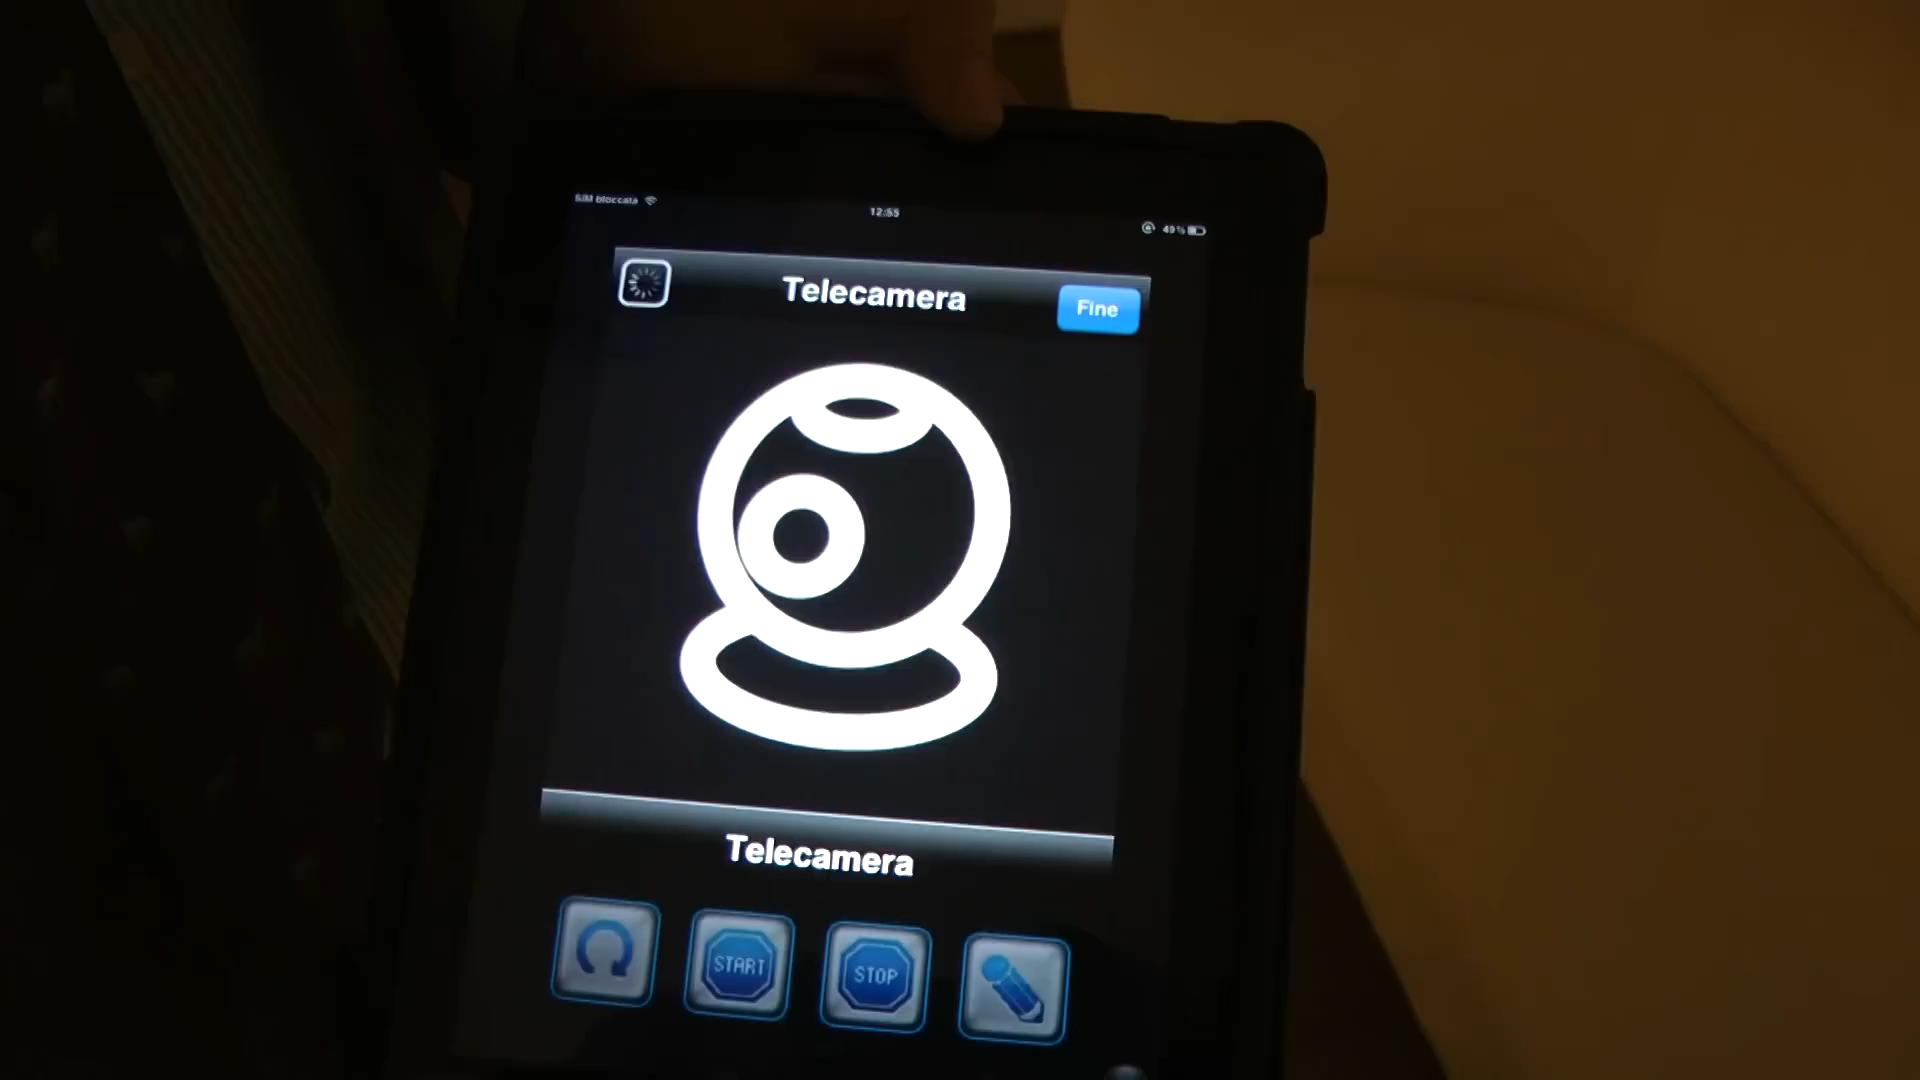 SIM bloccata
12:55
49%
Telecamera
Fine
Telecamera
START
STOP